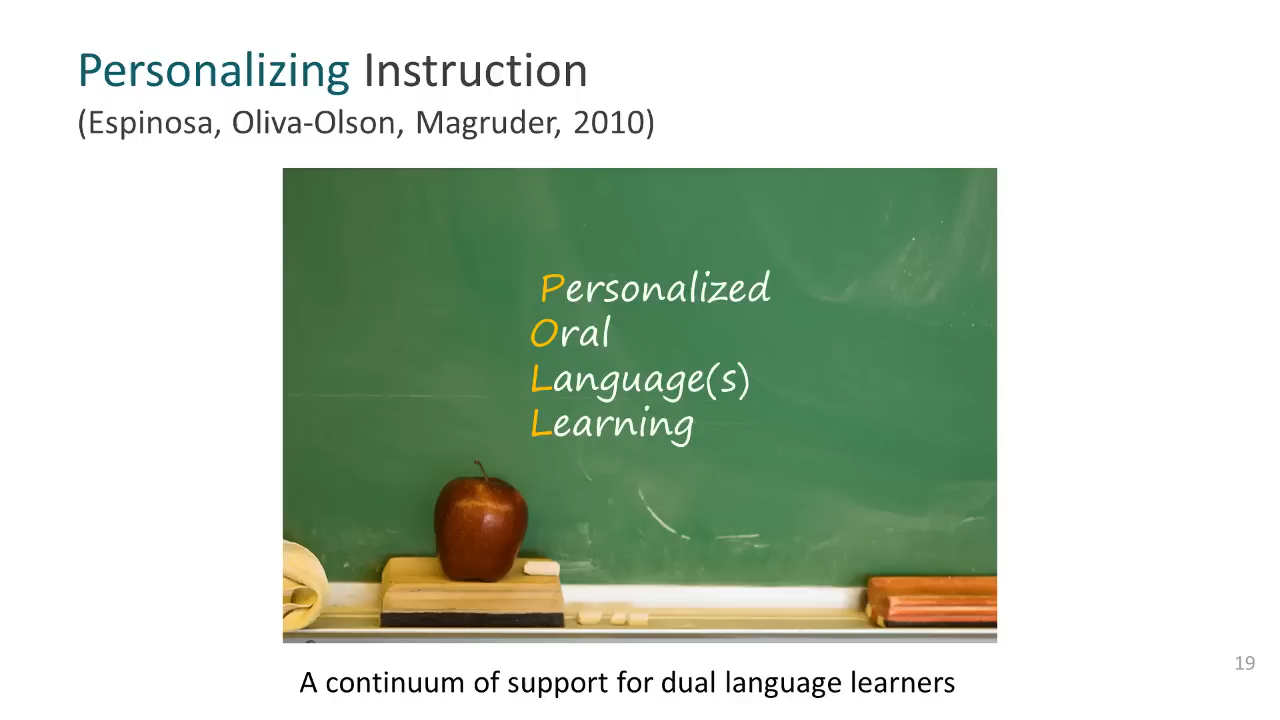 Personalizing Instruction
(Espinosa, Oliva-Olson, Magruder, 2010)
Personalized
Oral
Language(s)
Learning
A continuum of support for dual language learners
19